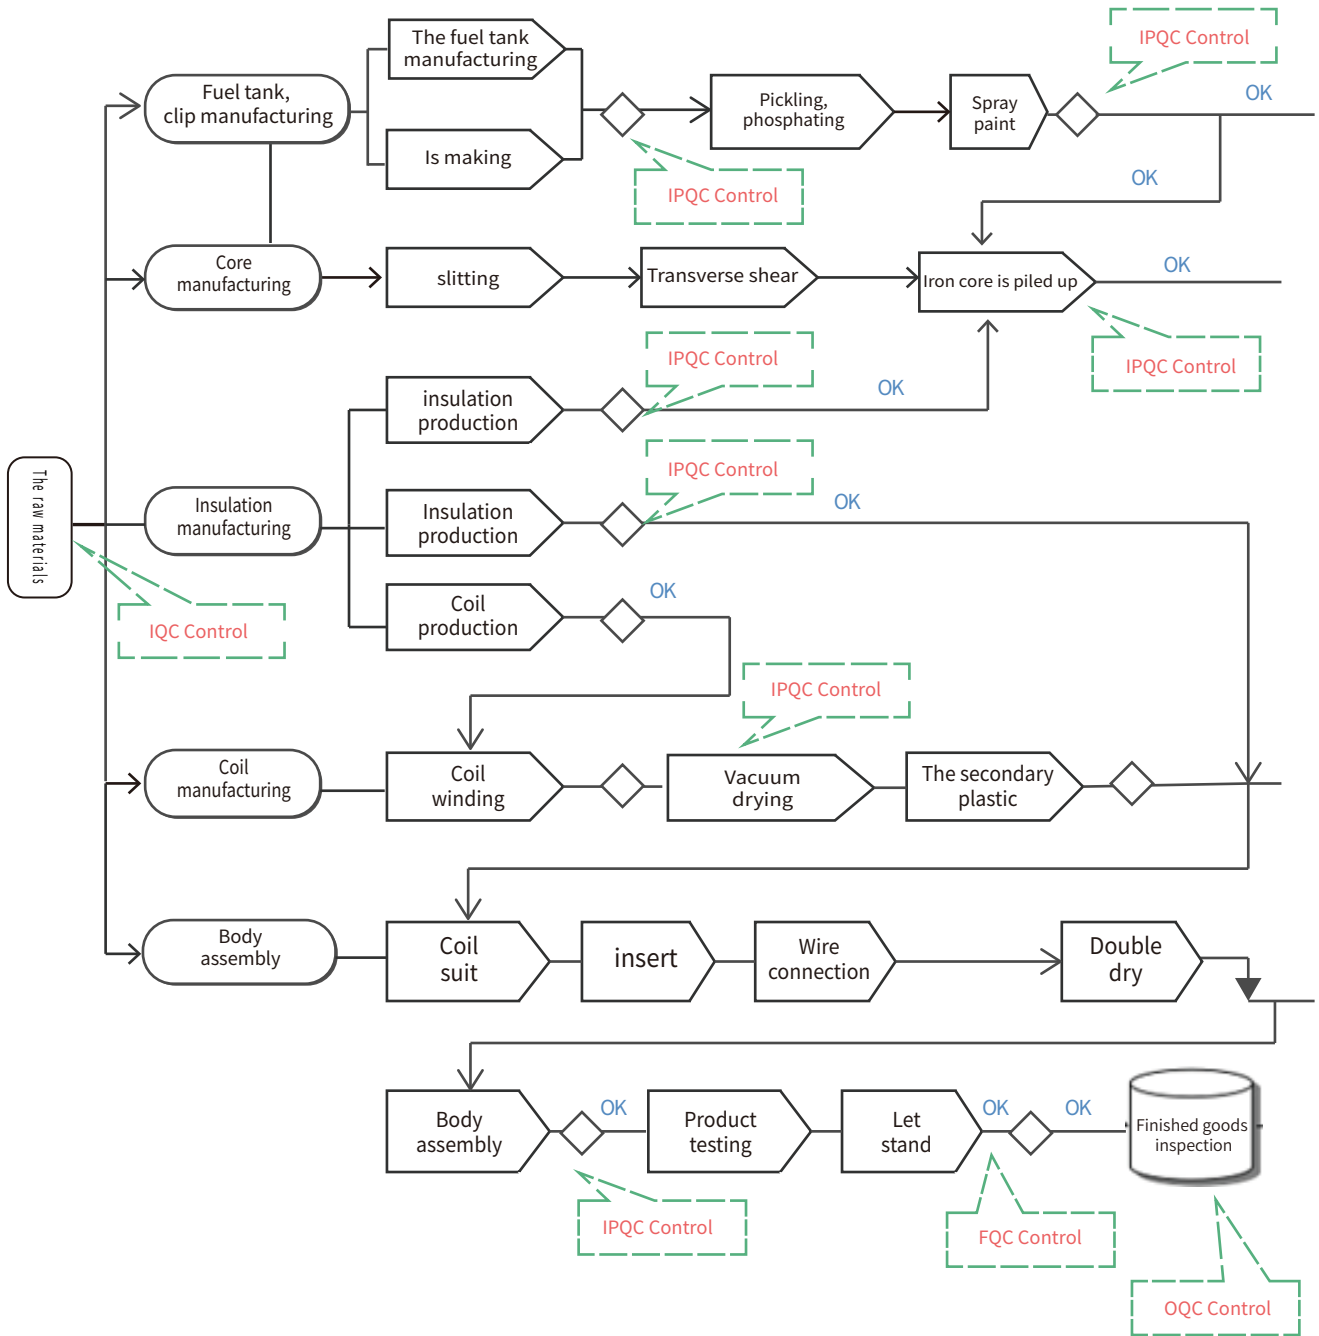 The fuel tank
manufacturing
IPQC Control
Fuel tank,
clip manufacturing
Pickling,
phosphating
Spray
paint
OK
Is making
IPQC Control
OK
Core
manufacturing
slitting
Transverse shear
Iron core is piled up
OK
IPQC Control
IPQC Control
insulation
production
OK
IPQC Control
The raw materials
Insulation
manufacturing
Insulation
production
OK
Coil
production
OK
IQC Control
IPQC Control
Coil
manufacturing
Coil
winding
Vacuum
drying
The secondary
plastic
Body
assembly
Coil
suit
insert
Wire
connection
Double
dry
Body
assembly
OK
Product
testing
Let
stand
OK
OK
Finished goods
inspection
IPQC Control
FQC Control
OQC Control